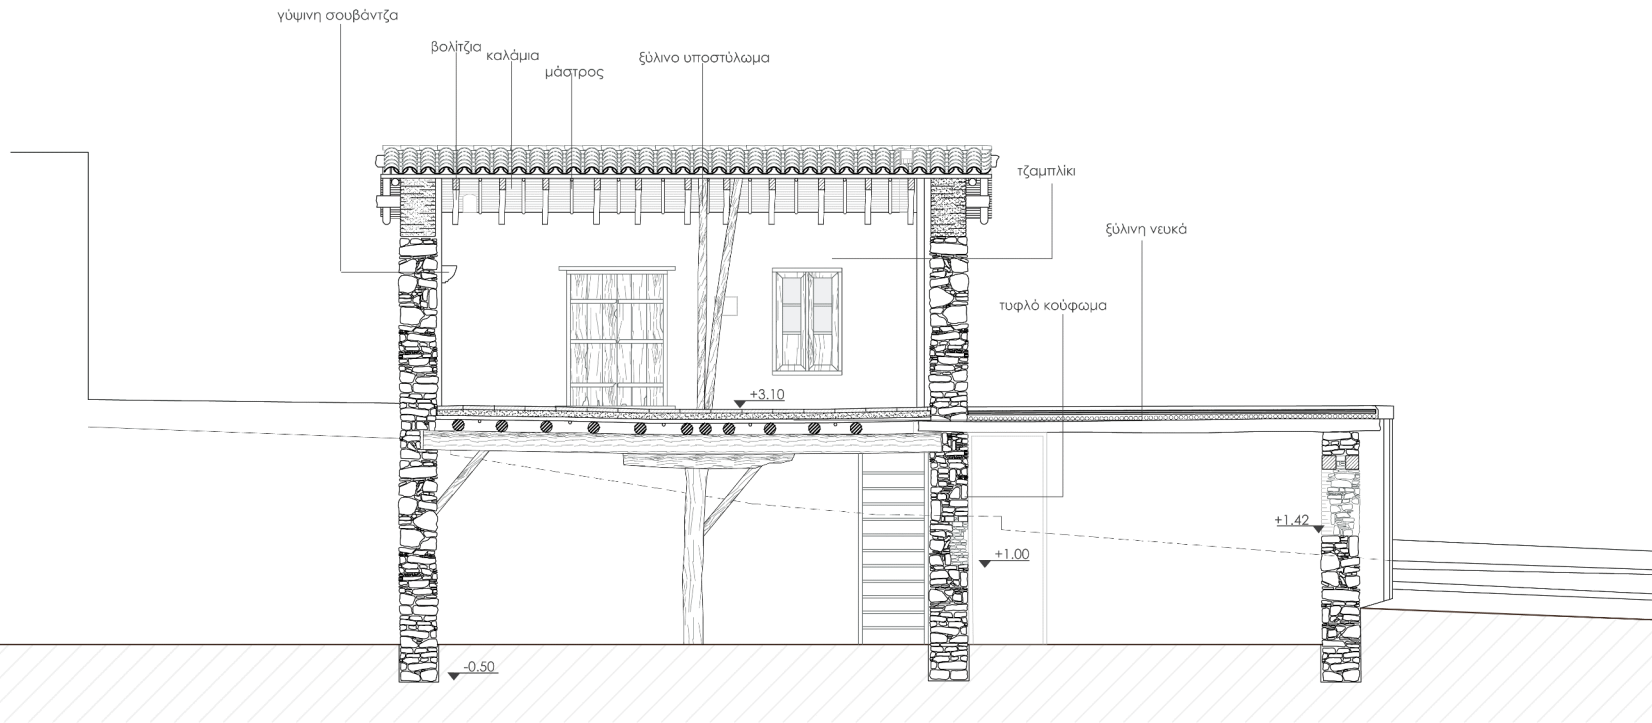 γύψινη σουβάντζα
βολίτζια
καλάμια
μάστρος
ξύλινο υποστύλωμα
τζαμπλίκι
ξύλινη νευκά
τυφλό κούφωμα
+3.10
+1.42
+1.00
-0.50